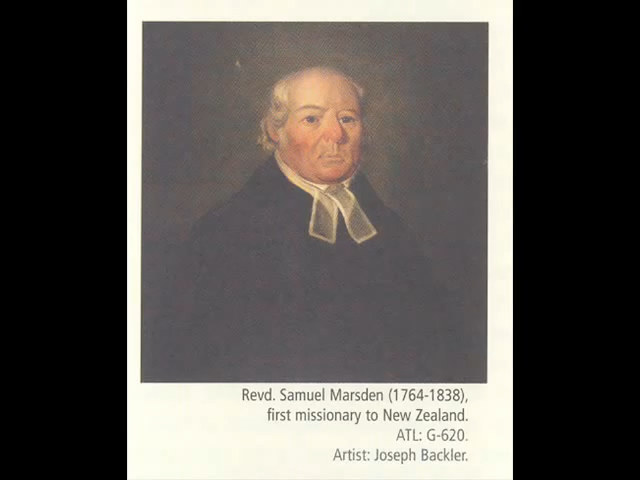 Revd. Samuel Marsden (1764-1838),
first missionary to New Zealand.
ATL: G-620.
Artist: Joseph Backler.